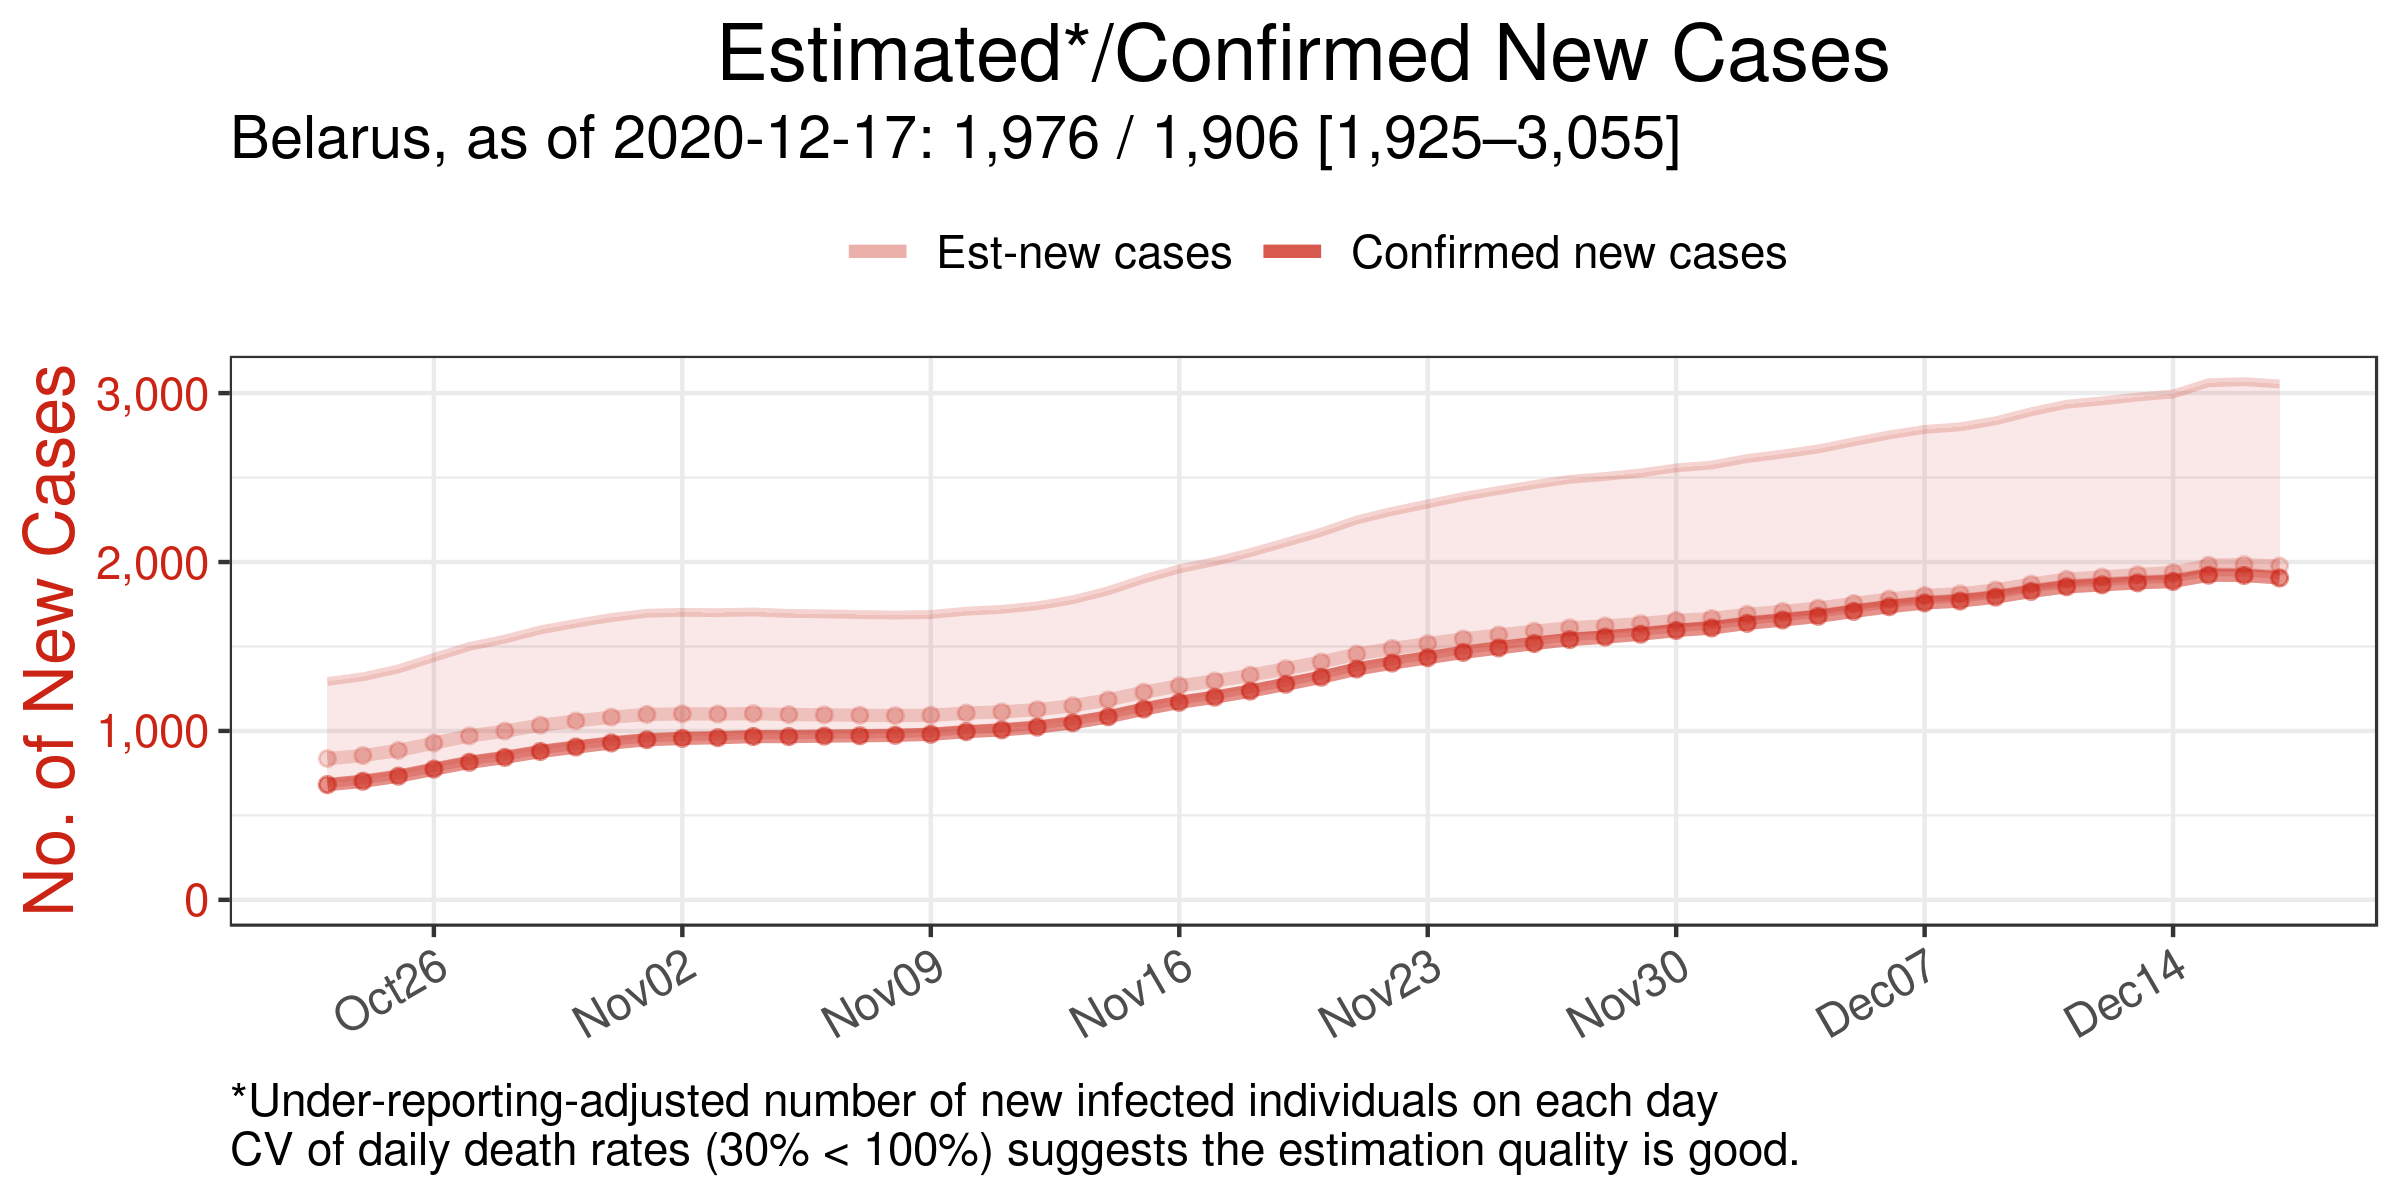 Estimated*/Confirmed New Cases
Belarus, as of 2020-12-17: 1,976 / 1,906 [1,925–3,055]
Est-new cases Confirmed new cases
No. of New Cases
3,000
2,000
1,000
0
Oct26 Nov02 Nov09 Nov16 Nov23 Nov30 Dec07 Dec14
*Under-reporting-adjusted number of new infected individuals on each day
CV of daily death rates (30% < 100%) suggests the estimation quality is good.